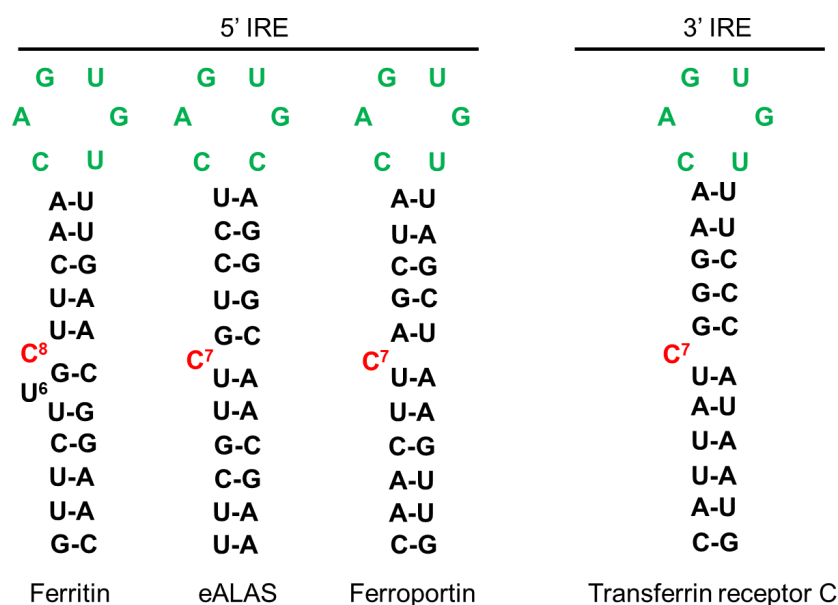 5’ IRE 3’ IRE
G U G U G U G U
A G A G A G A G
C U C C C U C U
A-U U-A A-U A-U
A-U C-G U-A A-U
C-G C-G C-G G-C
U-A U-G G-C G-C
U-A G-C A-U G-C
C⁸ C⁷ C⁷ C⁷
G-C U-A U-A U-A
U⁶
U-G U-A U-A A-U
C-G G-C C-G U-A
U-A C-G A-U U-A
U-A U-A A-U A-U
G-C U-A C-G C-G
Ferritin eALAS Ferroportin Transferrin receptor C